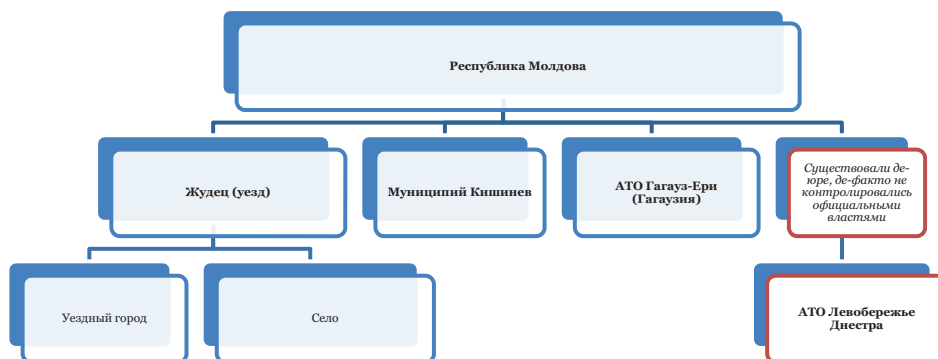 Республика Молдова
Жудец (уезд)
Муниципий Кишинев
АТО Гагауз-Ери
(Гагаузия)
Существовали де-
юре, де-факто не
контролировались
официальными
властями
Уездный город
Село
АТО Левобережье
Днестра